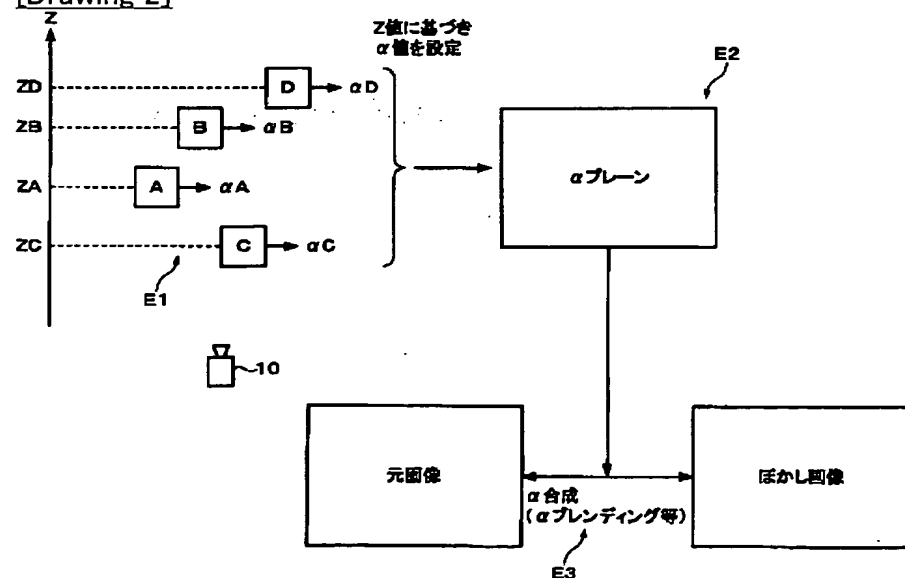 [Drawing 2]
Z
Z値に基づき
α値を設定
E2
ZD
D
αD
ZB
B
αB
αプレーン
ZA
A
αA
ZC
C
αC
E1
10
元画像
ぼかし画像
α合成
(αブレンディング等)
E3